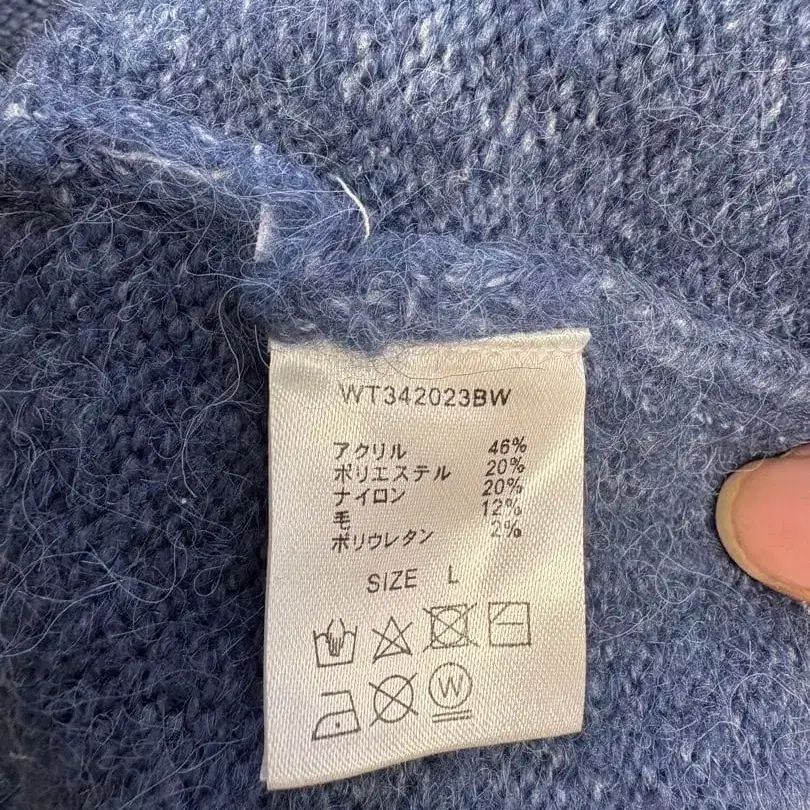 WT342023BW
アクリル 46%
ポリエステル 20%
ナイロン 20%
毛 12%
ポリウレタン 2%
SIZE L
W